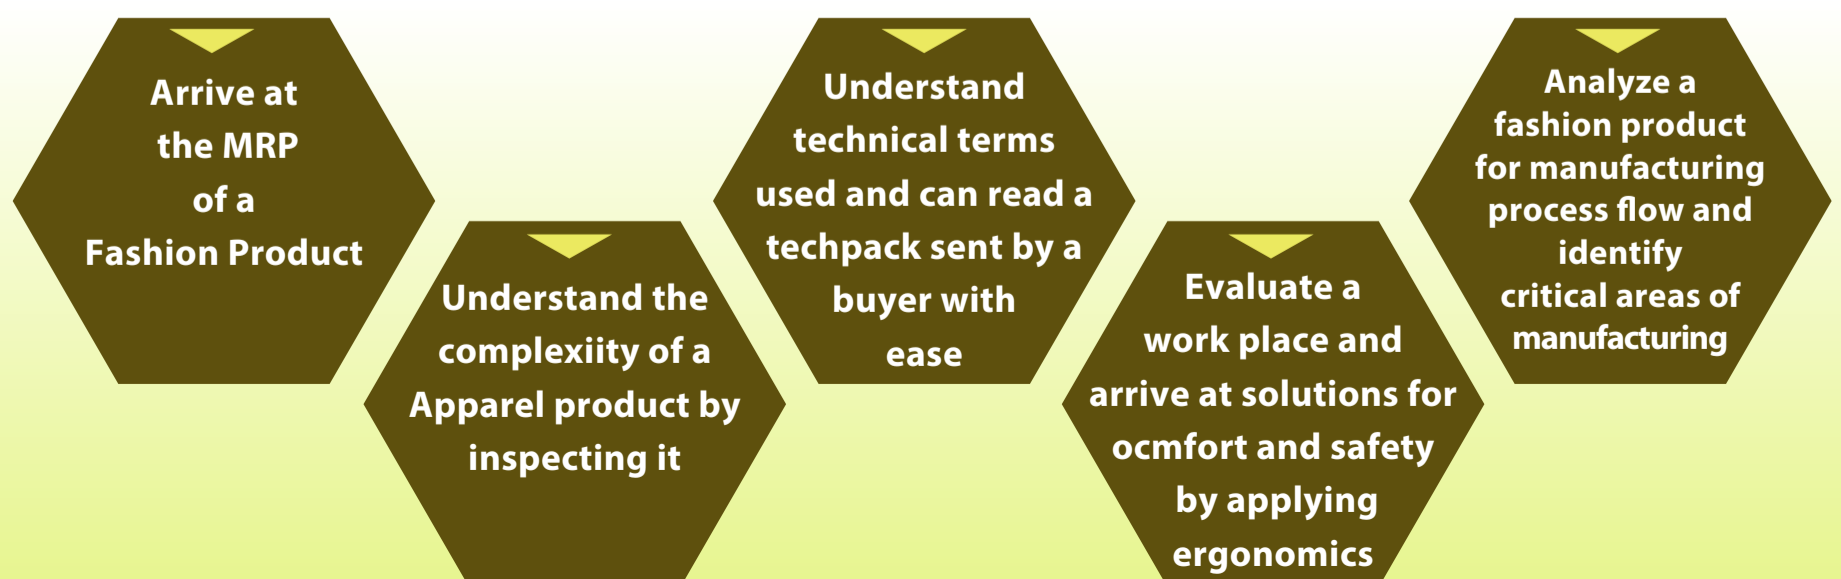 Arrive at
the MRP
of a
Fashion Product
Understand the
complexiity of a
Apparel product by
inspecting it
Understand
technical terms
used and can read a
techpack sent by a
buyer with
ease
Evaluate a
work place and
arrive at solutions for
ocmfort and safety
by applying
ergonomics
Analyze a
fashion product
for manufacturing
process flow and
identify
critical areas of
manufacturing